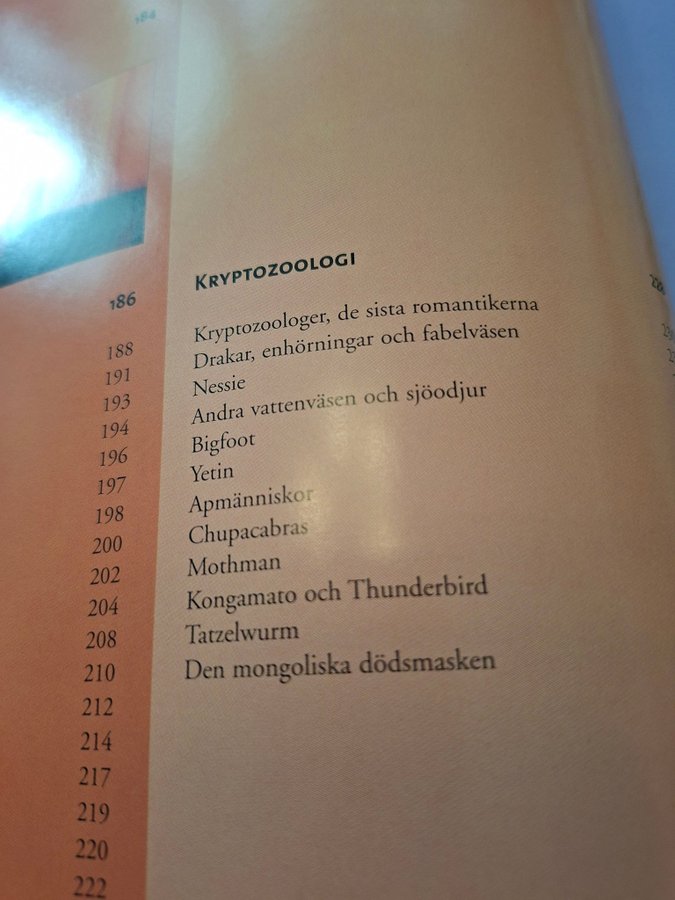 184
186
188
191
193
194
196
197
198
200
202
204
208
210
212
214
217
219
220
222
KRYPTOZOOLOGI
Kryptozoologer, de sista romantikerna
Drakar, enhörningar och fabelväsen
Nessie
Andra vattenväsen och sjöodjur
Bigfoot
Yetin
Apmänniskor
Chupacabras
Mothman
Kongamato och Thunderbird
Tatzelwurm
Den mongoliska dödsmasken